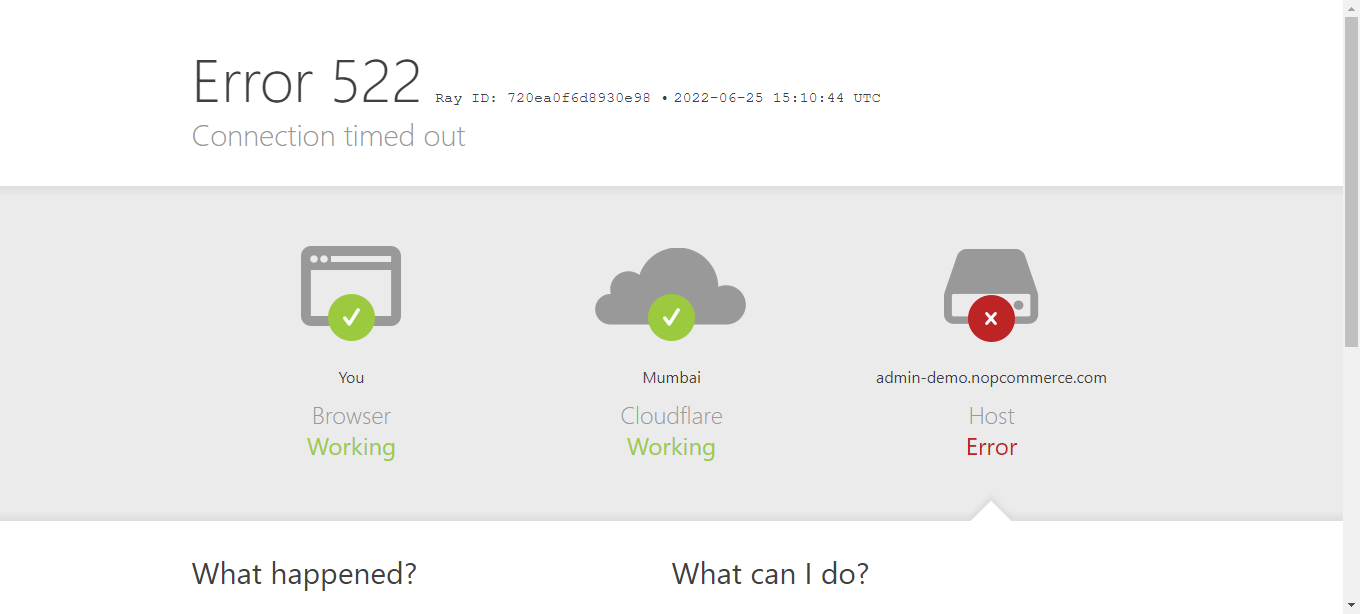 Error 522 Ray ID: 720ea0f6d8930e98 • 2022-06-25 15:10:44 UTC
Connection timed out
You
Browser
Working
Mumbai
Cloudflare
Working
admin-demo.nopcommerce.com
Host
Error
What happened?
What can I do?